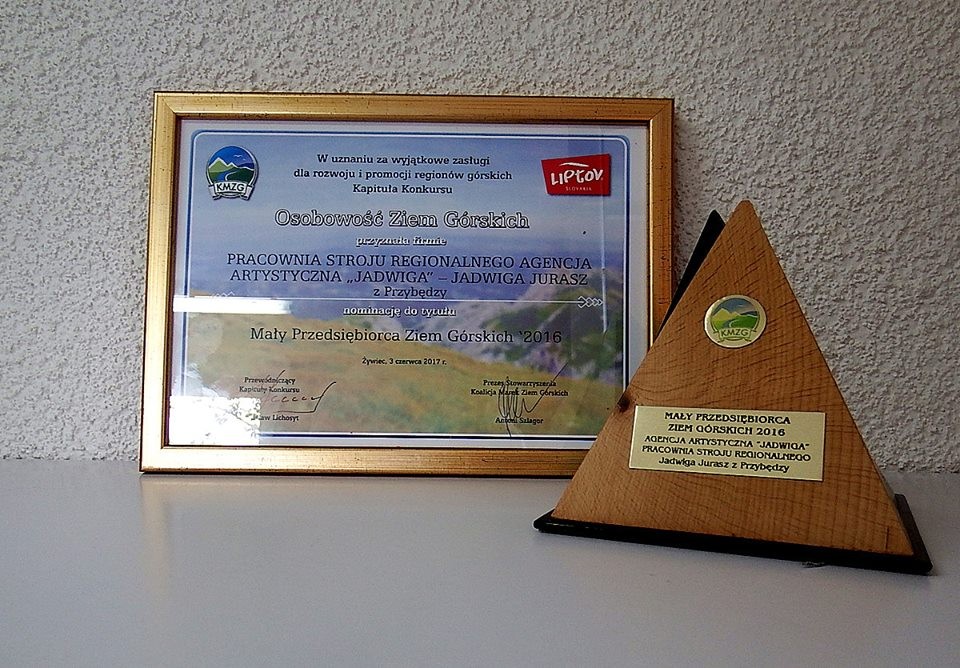 W uznaniu za wyjątkowe zasługi
dla rozwoju i promocji regionów górskich
Kapituła Konkursu
KMZG
LIPTOV
SLOVAKIA
Osobowość Ziem Górskich
przyznała firmie
PRACOWNIA STROJU REGIONALNEGO AGENCJA
ARTYSTYCZNA „JADWIGA” – JADWIGA JURASZ
z Przybędzy
nominację do tytułu
Mały Przedsiębiorca Ziem Górskich '2016
Żywiec, 3 czerwca 2017 r.
Przewodniczący
Kapituły Konkursu
Lichosyt
Prezes Stowarzyszenia
Koalicja Marek Ziem Górskich
Antoni Szlagor
KMZG
MAŁY PRZEDSIĘBIORCA
ZIEM GÓRSKICH 2016
AGENCJA ARTYSTYCZNA "JADWIGA"
PRACOWNIA STROJU REGIONALNEGO
Jadwiga Jurasz z Przybędzy